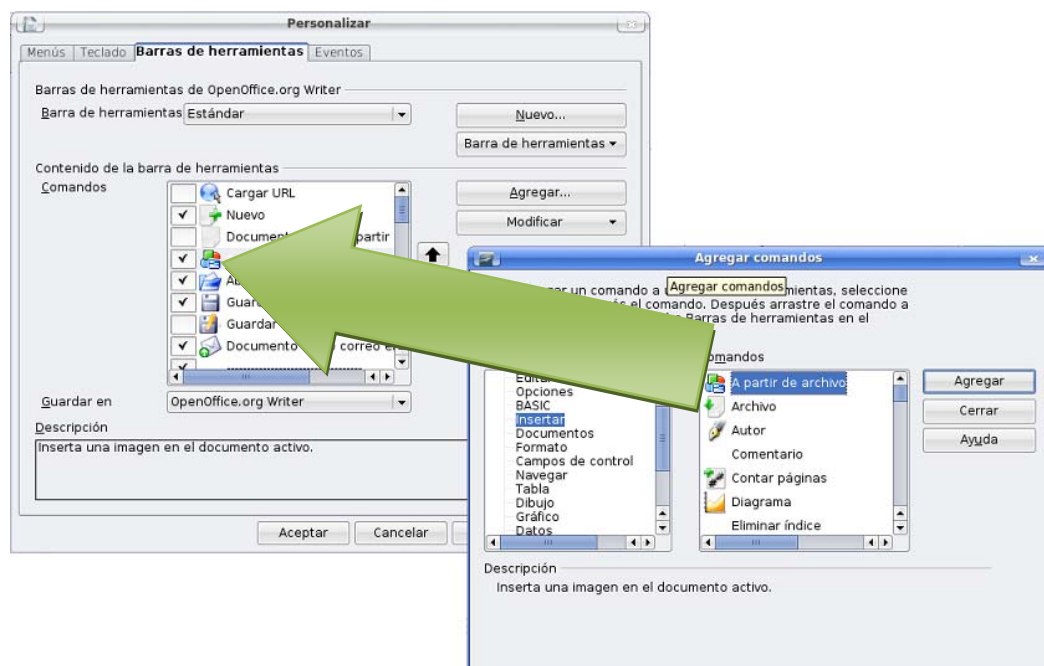 Personalizar
Menús Teclado Barras de herramientas Eventos
Barras de herramientas de OpenOffice.org Writer
Barra de herramientas Estándar
Nuevo...
Barra de herramientas
Contenido de la barra de herramientas
Comandos
Cargar URL
Nuevo
partir
Guardar
Documento correo
Agregar...
Modificar
Guardar en OpenOffice.org Writer
Descripción
Inserta una imagen en el documento activo.
Aceptar Cancelar
Agregar comandos
Agregar comandos
un comando a mientas, seleccione
el comando. Después arrastre el comando a
Barras de herramientas en el
Opciones
BASIC
Insertar
Documentos
Formato
Campos de control
Navegar
Tabla
Dibujo
Gráfico
Datos
A partir de archivo
Archivo
Autor
Comentario
Contar páginas
Diagrama
Eliminar índice
Agregar
Cerrar
Ayuda
Descripción
Inserta una imagen en el documento activo.